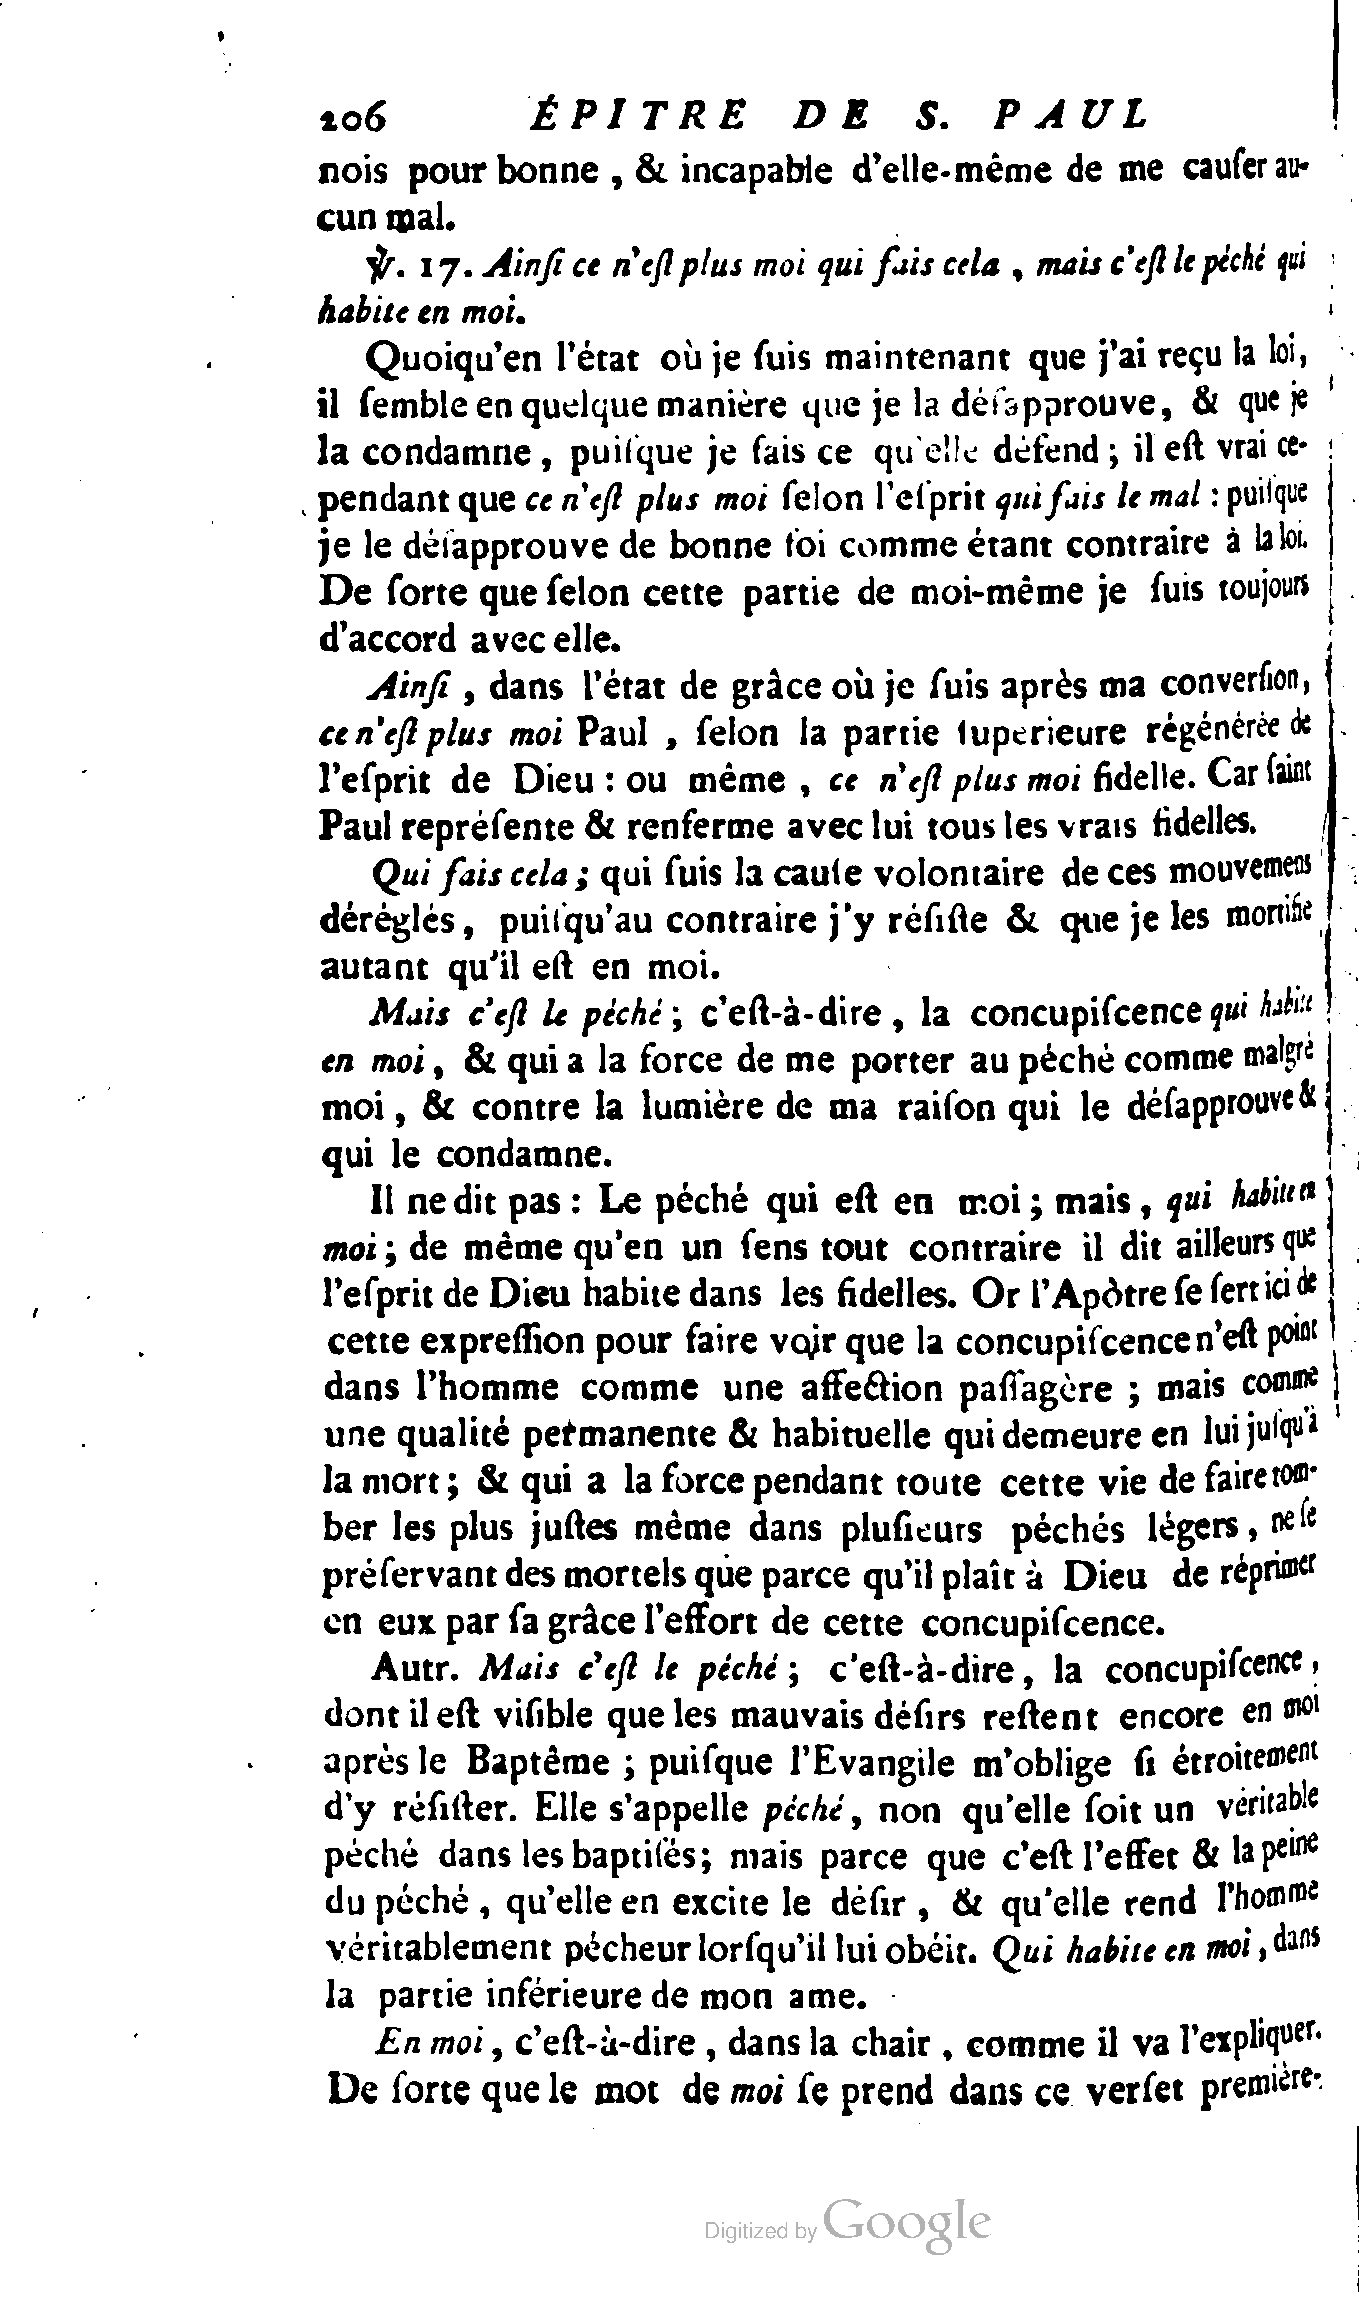 206 ÉPITRE DE S. PAUL
nois pour bonne , & incapable d'elle-même de me cauſer au-
cun mal.
℣. 17. Ainſi ce n'eſt plus moi qui fais cela , mais c'eſt le péché qui
habite en moi.
Quoiqu'en l'état où je ſuis maintenant que j'ai reçu la loi,
il ſemble en quelque manière que je la déſapprouve, & que je
la condamne , puiſque je fais ce qu'elle défend ; il eſt vrai ce-
pendant que ce n'eſt plus moi ſelon l'eſprit qui fais le mal : puiſque
je le déſapprouve de bonne foi comme étant contraire à la loi.
De ſorte que ſelon cette partie de moi-même je ſuis toujours
d'accord avec elle.
Ainſi , dans l'état de grâce où je ſuis après ma converſion,
ce n'eſt plus moi Paul , ſelon la partie ſuperieure régénérée de
l'eſprit de Dieu : ou même , ce n'eſt plus moi fidelle. Car ſaint
Paul repréſente & renferme avec lui tous les vrais fidelles.
Qui fais cela ; qui ſuis la cauſe volontaire de ces mouvemens
déréglés , puiſqu'au contraire j'y réſiſte & que je les mortifie
autant qu'il eſt en moi.
Mais c'eſt le péché ; c'eſt-à-dire , la concupiſcence qui habite
en moi , & qui a la force de me porter au péché comme malgré
moi , & contre la lumière de ma raiſon qui le déſapprouve &
qui le condamne.
Il ne dit pas : Le péché qui eſt en moi ; mais , qui habite en
moi ; de même qu'en un ſens tout contraire il dit ailleurs que
l'eſprit de Dieu habite dans les fidelles. Or l'Apòtre ſe ſert ici de
cette expreſſion pour faire voir que la concupiſcence n'eſt point
dans l'homme comme une affection paſſagère ; mais comme
une qualité permanente & habituelle qui demeure en lui juſqu'à
la mort ; & qui a la force pendant toute cette vie de faire tom-
ber les plus juſtes même dans pluſieurs péchés légers , ne ſe
préſervant des mortels que parce qu'il plaît à Dieu de réprimer
en eux par ſa grâce l'effort de cette concupiſcence.
Autr. Mais c'eſt le péché ; c'eſt-à-dire , la concupiſcence ,
dont il eſt viſible que les mauvais déſirs reſtent encore en moi
après le Baptême ; puiſque l'Evangile m'oblige ſi étroitement
d'y réſiſter. Elle s'appelle péché, non qu'elle ſoit un véritable
péché dans les baptiſés; mais parce que c'eſt l'effet & la peine
du péché , qu'elle en excite le déſir , & qu'elle rend l'homme
véritablement pécheur lorſqu'il lui obéit. Qui habite en moi , dans
la partie inférieure de mon ame.
En moi , c'eſt-à-dire , dans la chair , comme il va l'expliquer.
De ſorte que le mot de moi ſe prend dans ce verſet première-
Digitized by Google